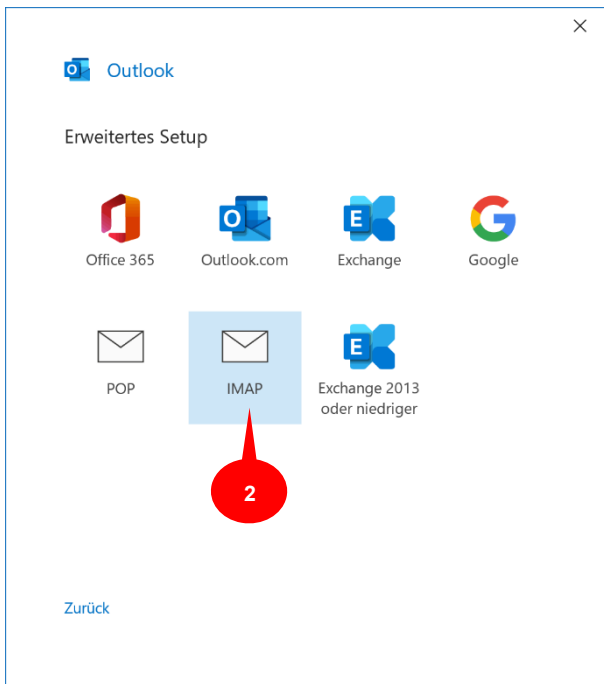 Outlook
Erweitertes Setup
Office 365
Outlook.com
Exchange
Google
POP
IMAP
Exchange 2013
oder niedriger
2
Zurück